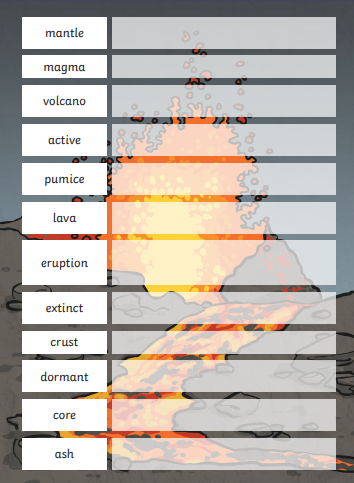 mantle
magma
volcano
active
pumice
lava
eruption
extinct
crust
dormant
core
ash